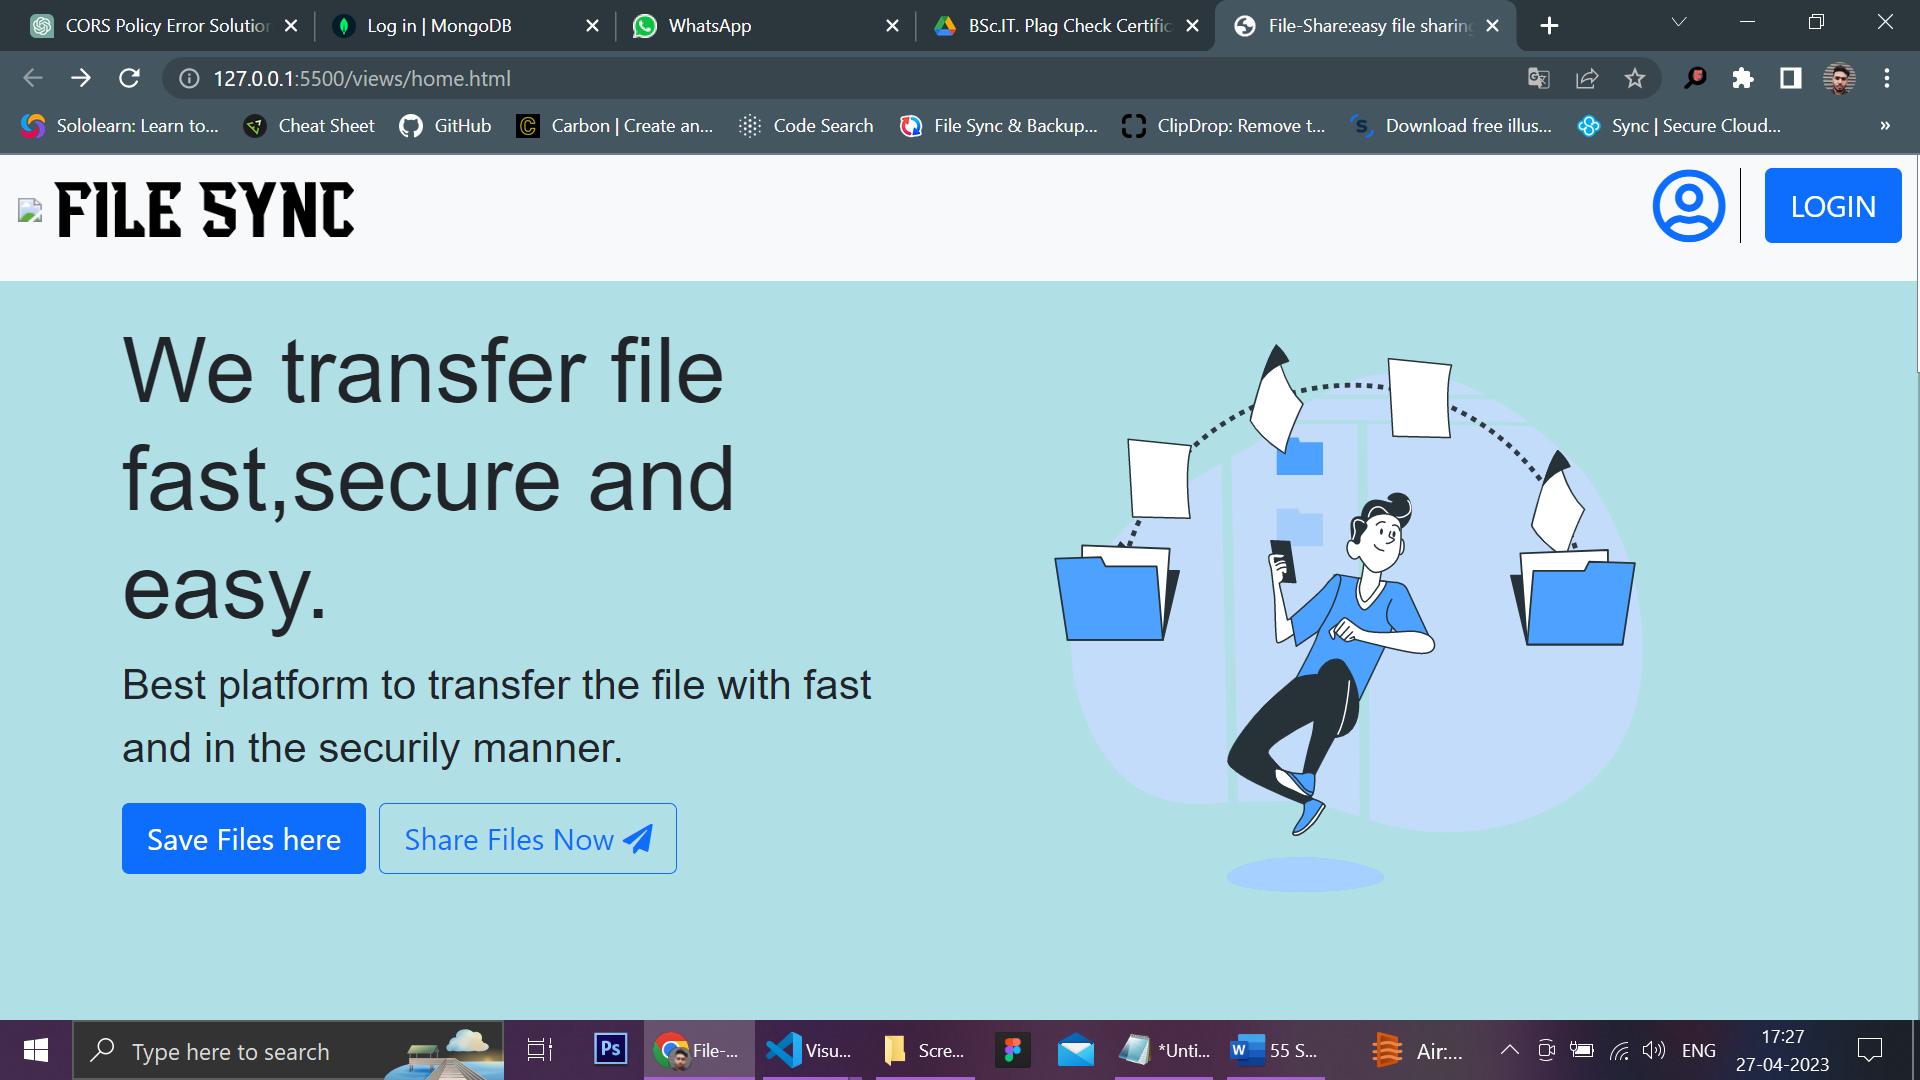 CORS Policy Error Solution
Log in | MongoDB
WhatsApp
BSc.IT. Plag Check Certific
File-Share:easy file sharing
127.0.0.1:5500/views/home.html
Sololearn: Learn to...
Cheat Sheet
GitHub
Carbon | Create an...
Code Search
File Sync & Backup...
ClipDrop: Remove t...
Download free illus...
Sync | Secure Cloud...
»
FILE SYNC
LOGIN
We transfer file
fast,secure and
easy.
Best platform to transfer the file with fast
and in the securily manner.
Save Files here
Share Files Now
Type here to search
Ps
File-...
Visu...
Scre...
*Unti...
W
55 S...
Air:...
ENG
17:27
27-04-2023